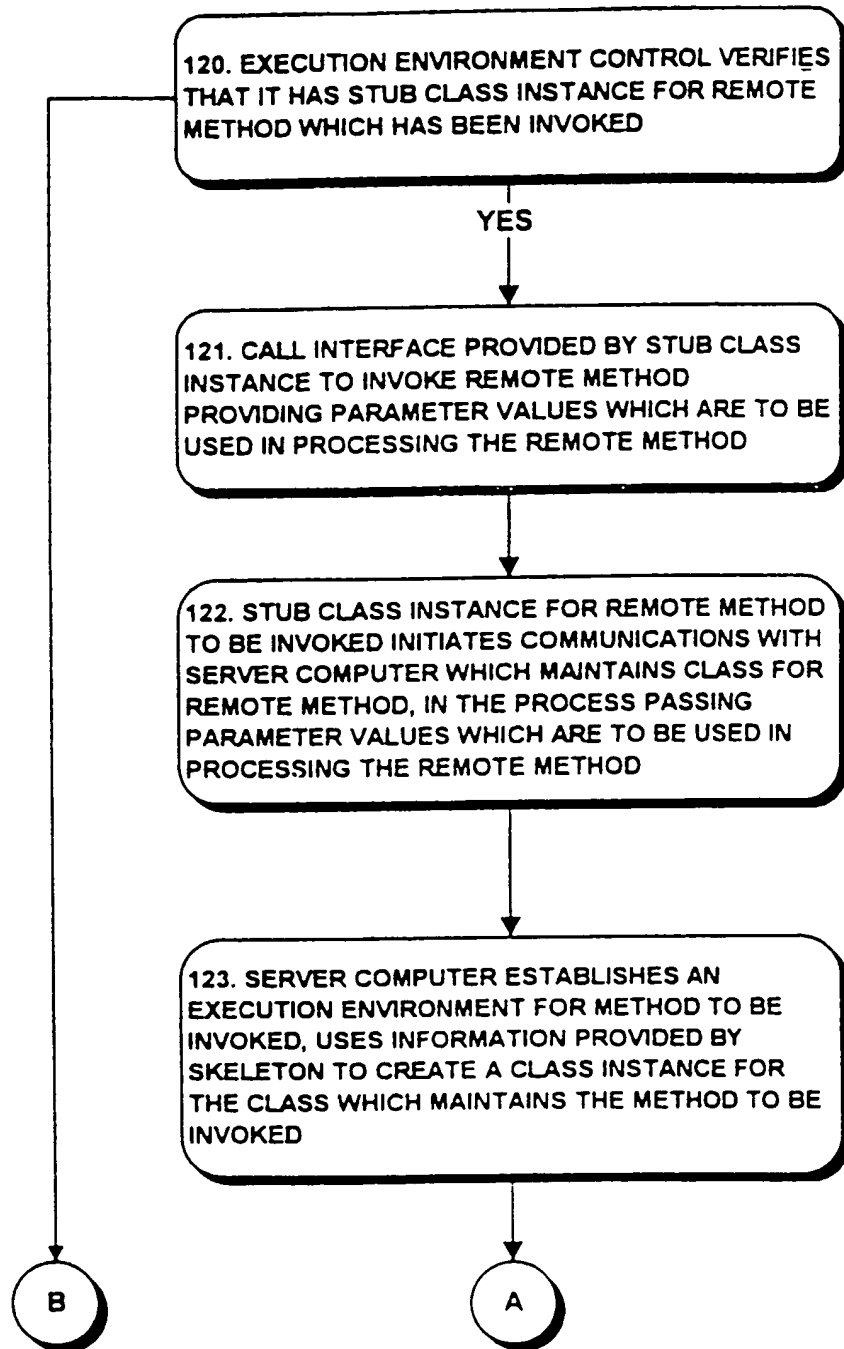 120. EXECUTION ENVIRONMENT CONTROL VERIFIES
THAT IT HAS STUB CLASS INSTANCE FOR REMOTE
METHOD WHICH HAS BEEN INVOKED
YES
121. CALL INTERFACE PROVIDED BY STUB CLASS
INSTANCE TO INVOKE REMOTE METHOD
PROVIDING PARAMETER VALUES WHICH ARE TO BE
USED IN PROCESSING THE REMOTE METHOD
122. STUB CLASS INSTANCE FOR REMOTE METHOD
TO BE INVOKED INITIATES COMMUNICATIONS WITH
SERVER COMPUTER WHICH MAINTAINS CLASS FOR
REMOTE METHOD, IN THE PROCESS PASSING
PARAMETER VALUES WHICH ARE TO BE USED IN
PROCESSING THE REMOTE METHOD
123. SERVER COMPUTER ESTABLISHES AN
EXECUTION ENVIRONMENT FOR METHOD TO BE
INVOKED, USES INFORMATION PROVIDED BY
SKELETON TO CREATE A CLASS INSTANCE FOR
THE CLASS WHICH MAINTAINS THE METHOD TO BE
INVOKED
B
A